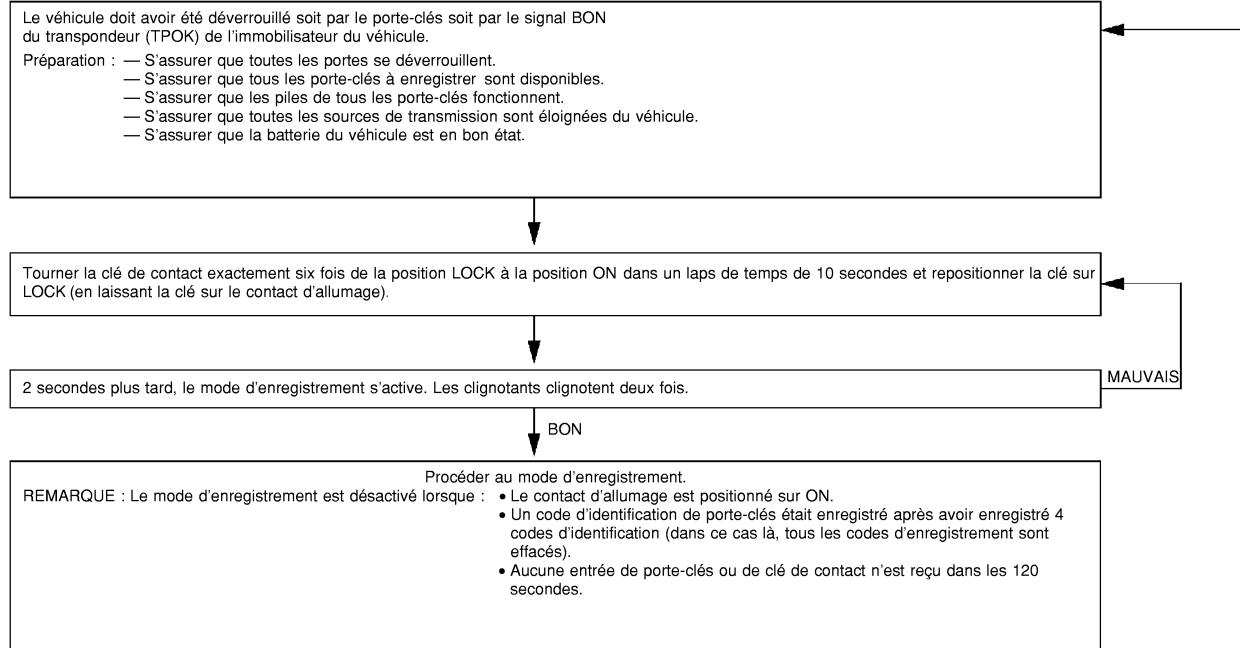 Le véhicule doit avoir été déverrouillé soit par le porte-clés soit par le signal BON
du transpondeur (TPOK) de l'immobilisateur du véhicule.
Préparation : — S'assurer que toutes les portes se déverrouillent.
— S'assurer que tous les porte-clés à enregistrer sont disponibles.
— S'assurer que les piles de tous les porte-clés fonctionnent.
— S'assurer que toutes les sources de transmission sont éloignées du véhicule.
— S'assurer que la batterie du véhicule est en bon état.
Tourner la clé de contact exactement six fois de la position LOCK à la position ON dans un laps de temps de 10 secondes et repositionner la clé sur
LOCK (en laissant la clé sur le contact d'allumage).
2 secondes plus tard, le mode d'enregistrement s'active. Les clignotants clignotent deux fois.
MAUVAIS
BON
Procéder au mode d'enregistrement.
REMARQUE : Le mode d'enregistrement est désactivé lorsque : • Le contact d'allumage est positionné sur ON.
• Un code d'identification de porte-clés était enregistré après avoir enregistré 4
codes d'identification (dans ce cas là, tous les codes d'enregistrement sont
effacés).
• Aucune entrée de porte-clés ou de clé de contact n'est reçu dans les 120
secondes.